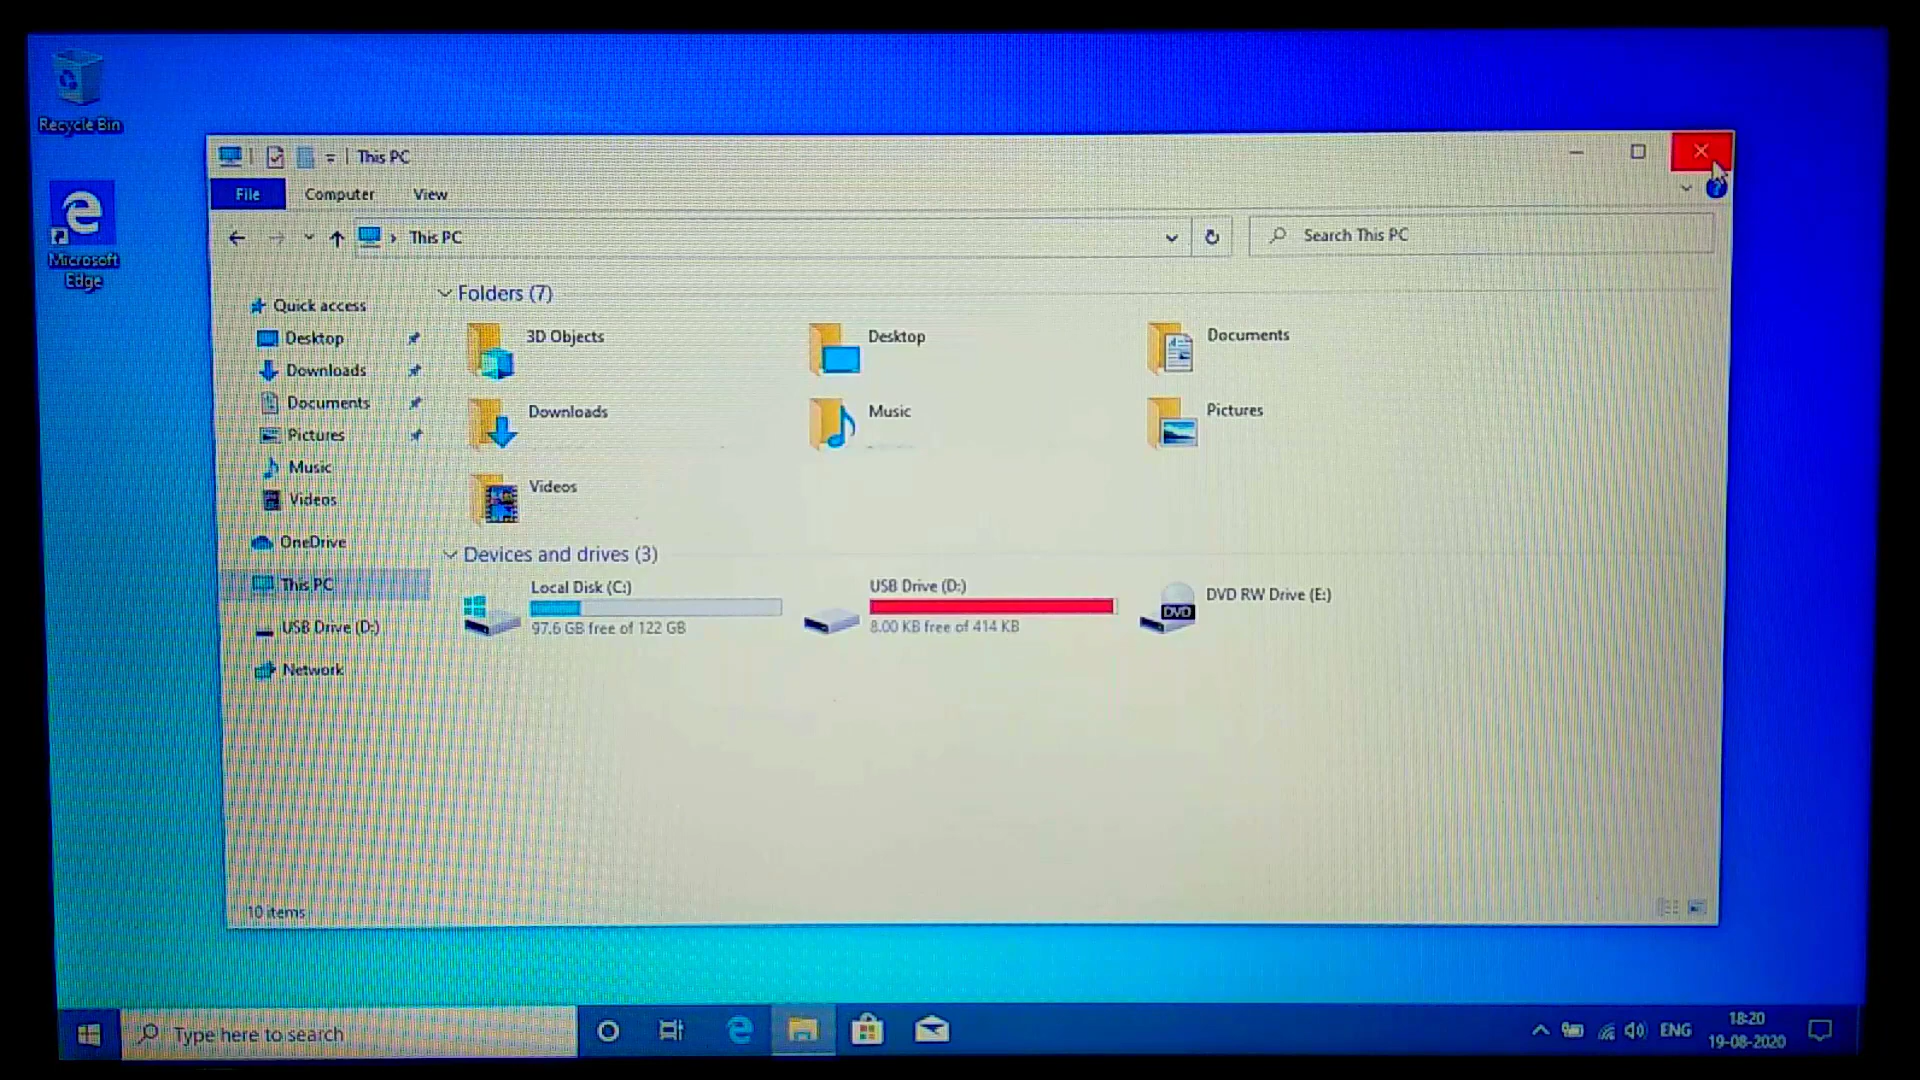 Recycle Bin
Microsoft
Edge
This PC
File Computer View
This PC
Search This PC
Quick access
Desktop
Downloads
Documents
Pictures
Music
Videos
OneDrive
This PC
USB Drive (D:)
Network
Folders (7)
3D Objects
Desktop
Documents
Downloads
Music
Pictures
Videos
Devices and drives (3)
Local Disk (C:)
97.6 GB free of 122 GB
USB Drive (D:)
8.00 KB free of 414 KB
DVD RW Drive (E:)
DVD
10 items
Type here to search
ENG
18:20
19-08-2020